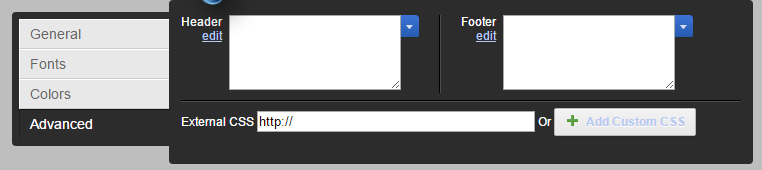 General
Fonts
Colors
Advanced
Header
edit
Footer
edit
External CSS http:// Or Add Custom CSS